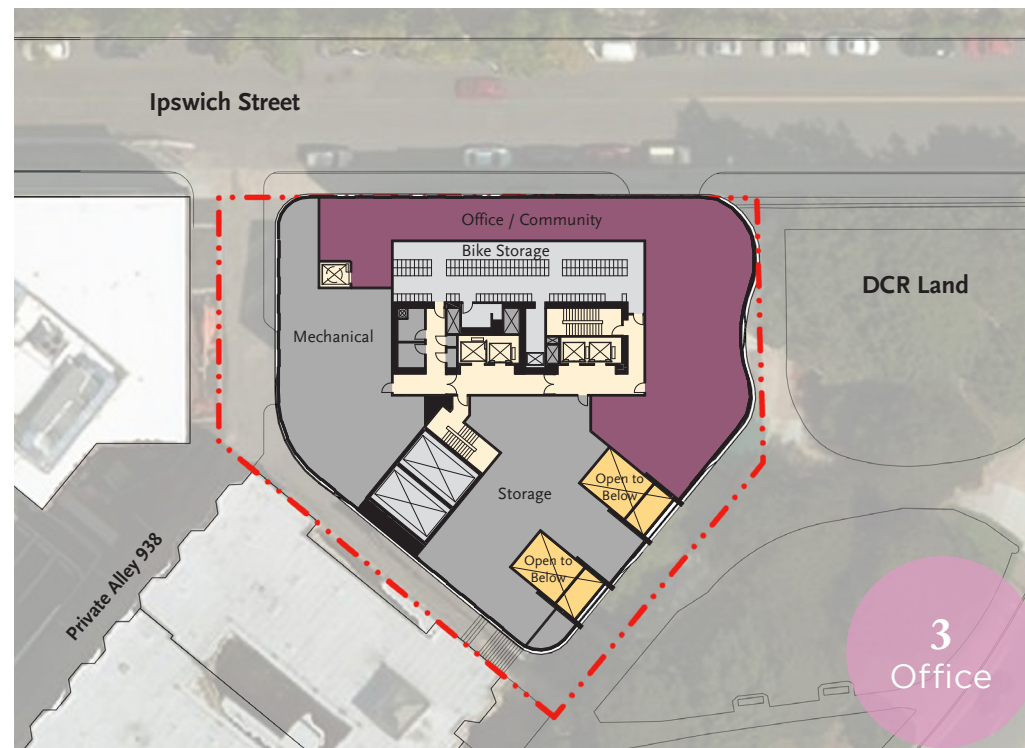 Ipswich Street
Office / Community
Bike Storage
DCR Land
Mechanical
Open to
Below
Storage
Open to
Below
Private Alley 938
3
Office